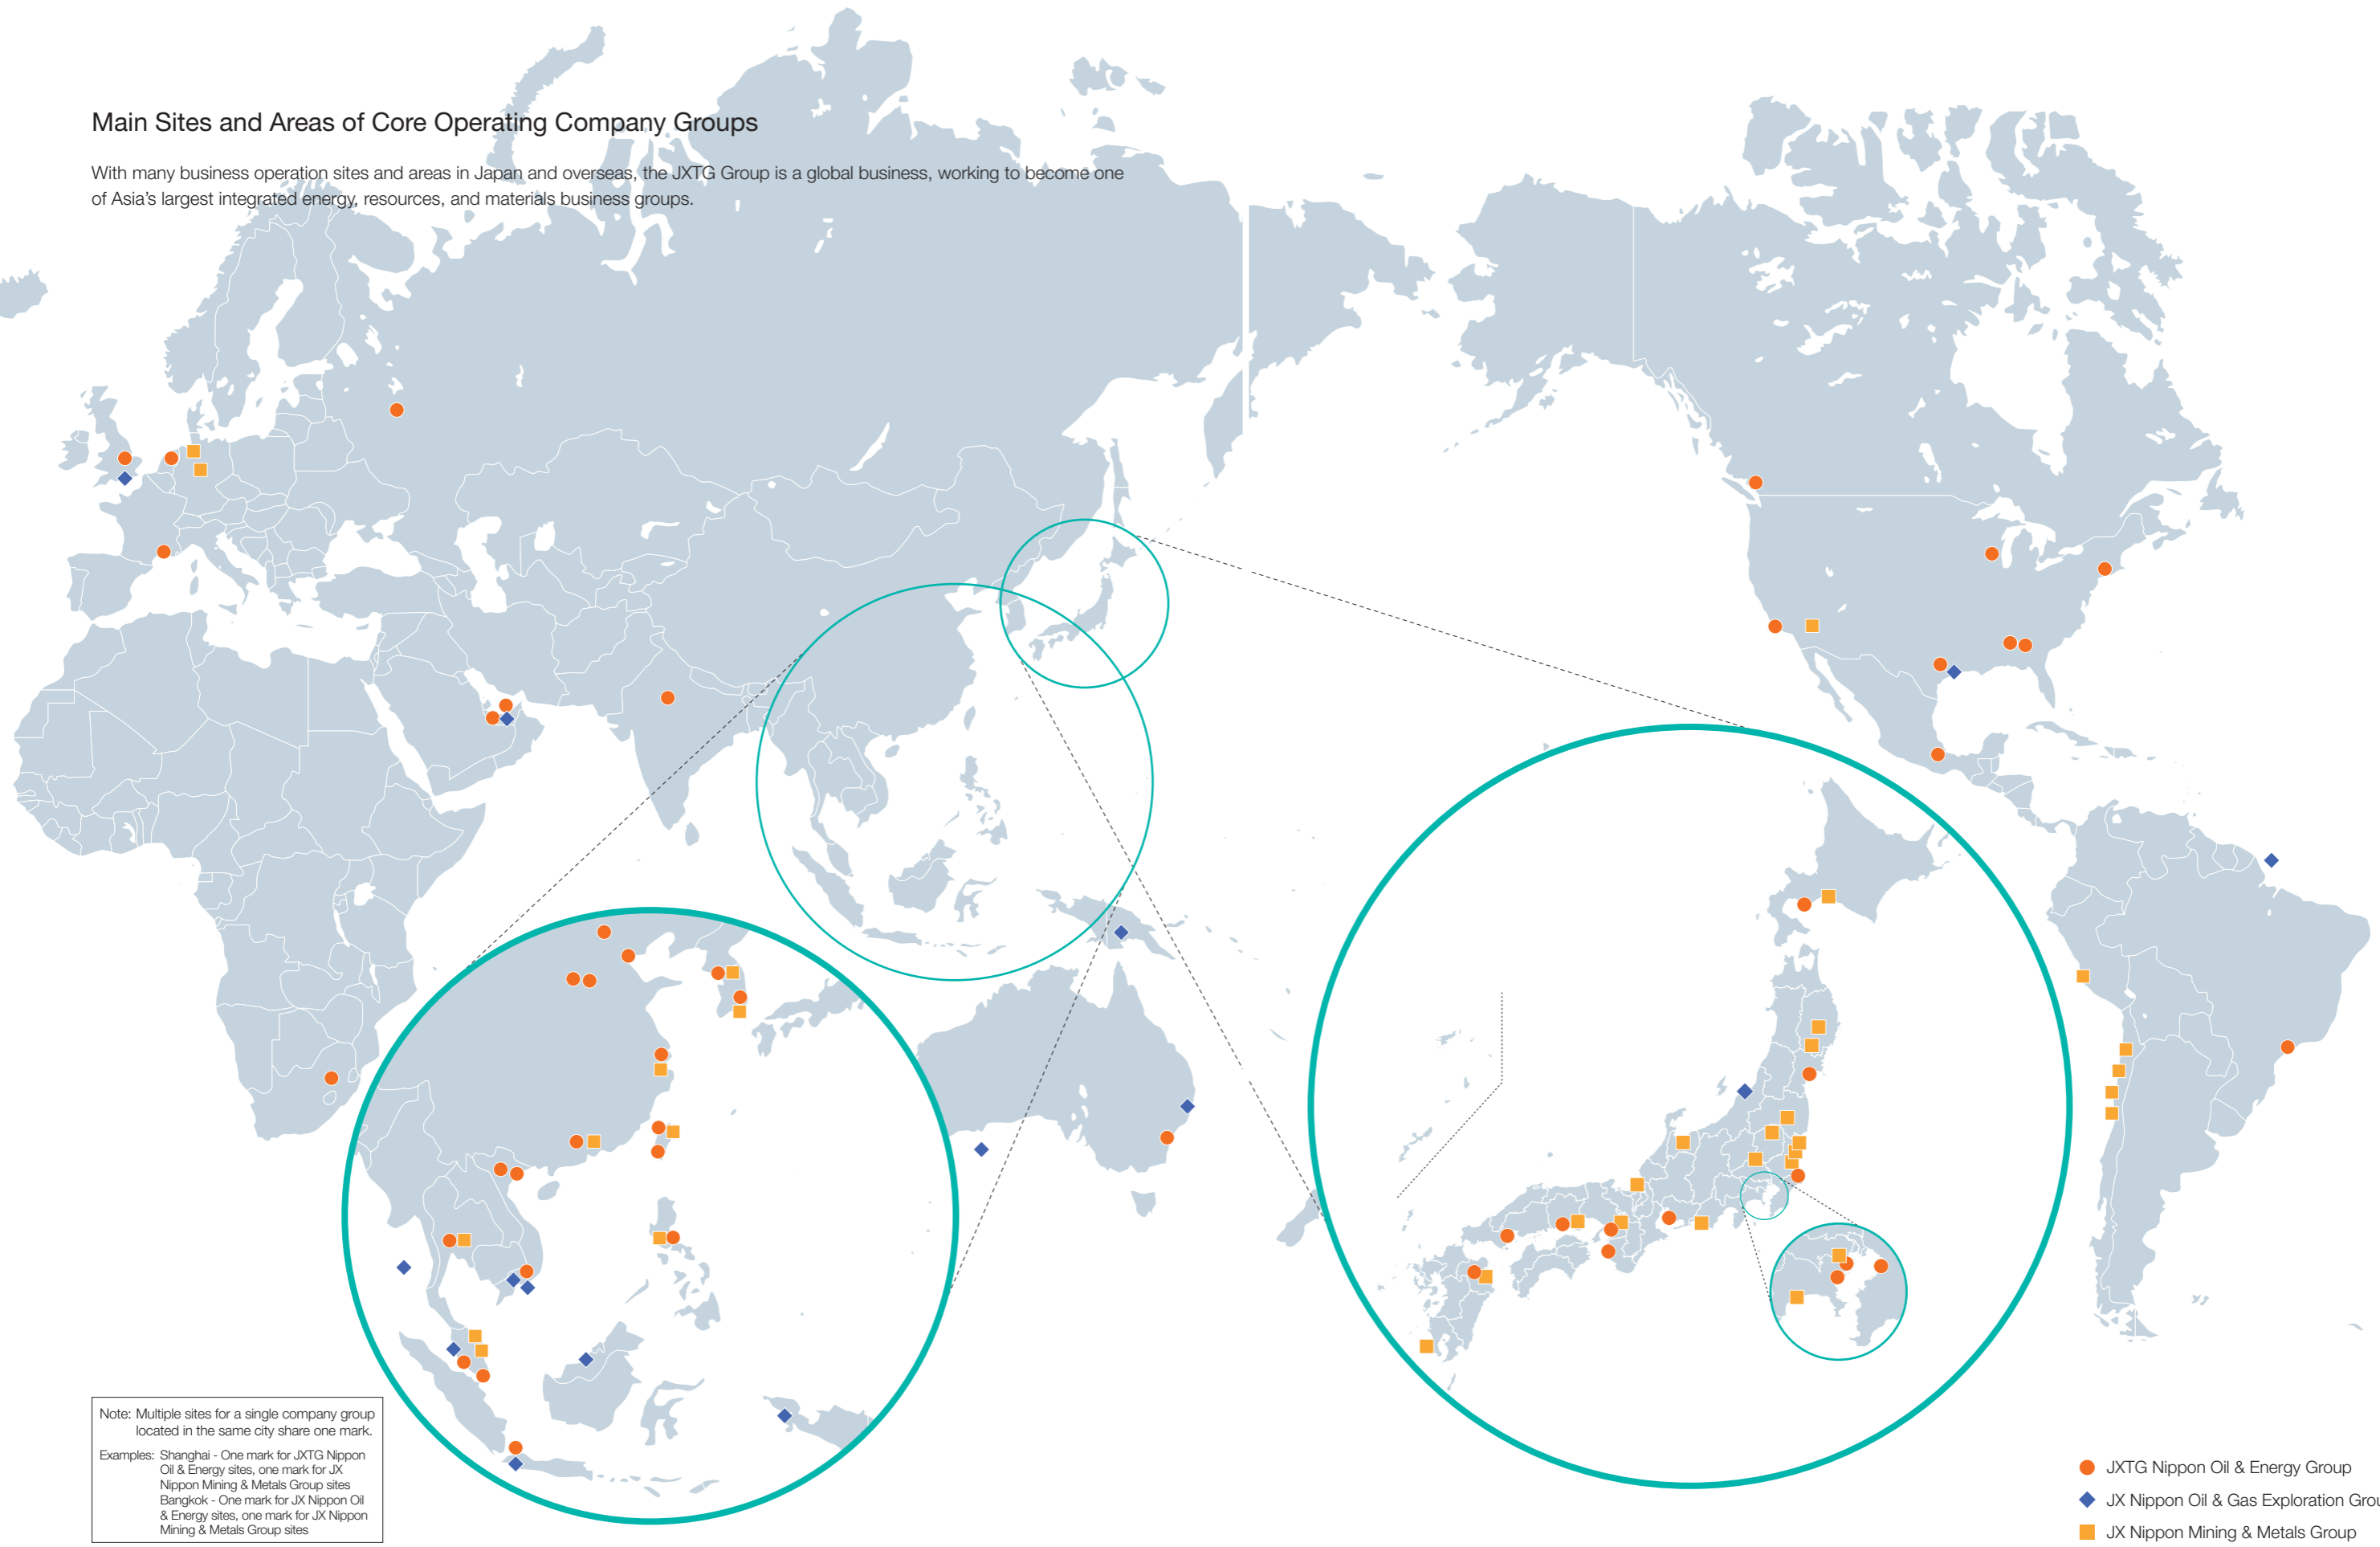 Main Sites and Areas of Core Operating Company Groups
With many business operation sites and areas in Japan and overseas, the JXTG Group is a global business, working to become one
of Asia's largest integrated energy, resources, and materials business groups.
Note: Multiple sites for a single company group
located in the same city share one mark.
Examples: Shanghai - One mark for JXTG Nippon
Oil & Energy sites, one mark for JX
Nippon Mining & Metals Group sites
Bangkok - One mark for JX Nippon Oil
& Energy sites, one mark for JX Nippon
Mining & Metals Group sites
JXTG Nippon Oil & Energy Group
JX Nippon Oil & Gas Exploration Grou
JX Nippon Mining & Metals Group